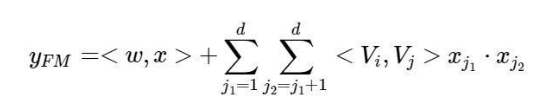 $y_{FM} = <w, x> + \sum_{j_1=1}^{d} \sum_{j_2=j_1+1}^{d} <V_i, V_j> x_{j_1} \cdot x_{j_2}$